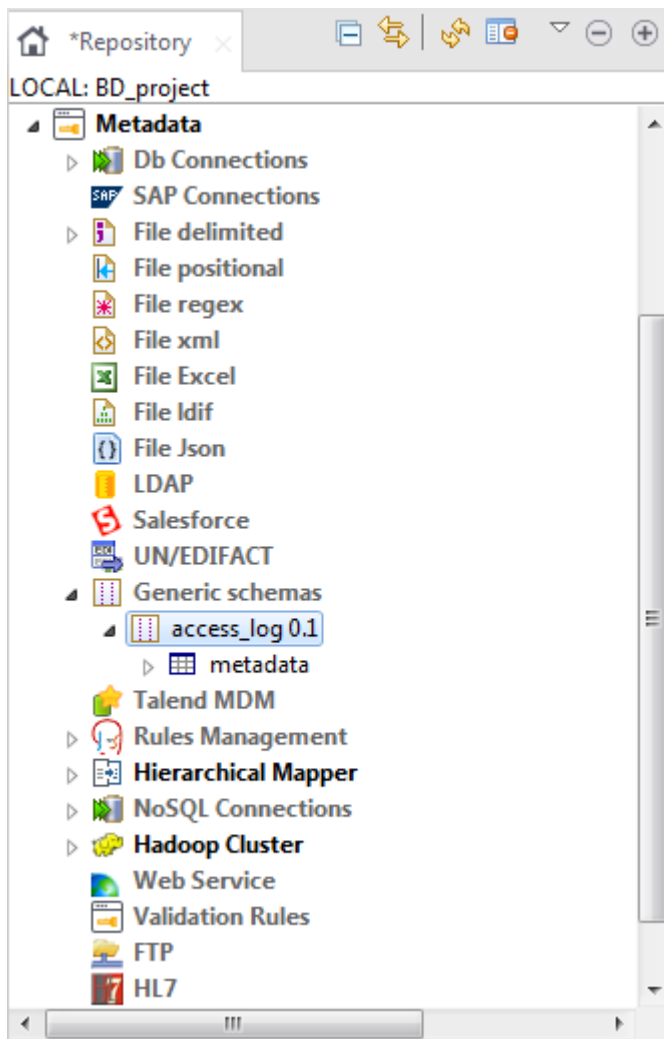 *Repository
LOCAL: BD_project
Metadata
Db Connections
SAP SAP Connections
File delimited
File positional
File regex
File xml
File Excel
File ldif
File Json
LDAP
Salesforce
UN/EDIFACT
Generic schemas
access_log 0.1
metadata
Talend MDM
Rules Management
Hierarchical Mapper
NoSQL Connections
Hadoop Cluster
Web Service
Validation Rules
FTP
7 HL7